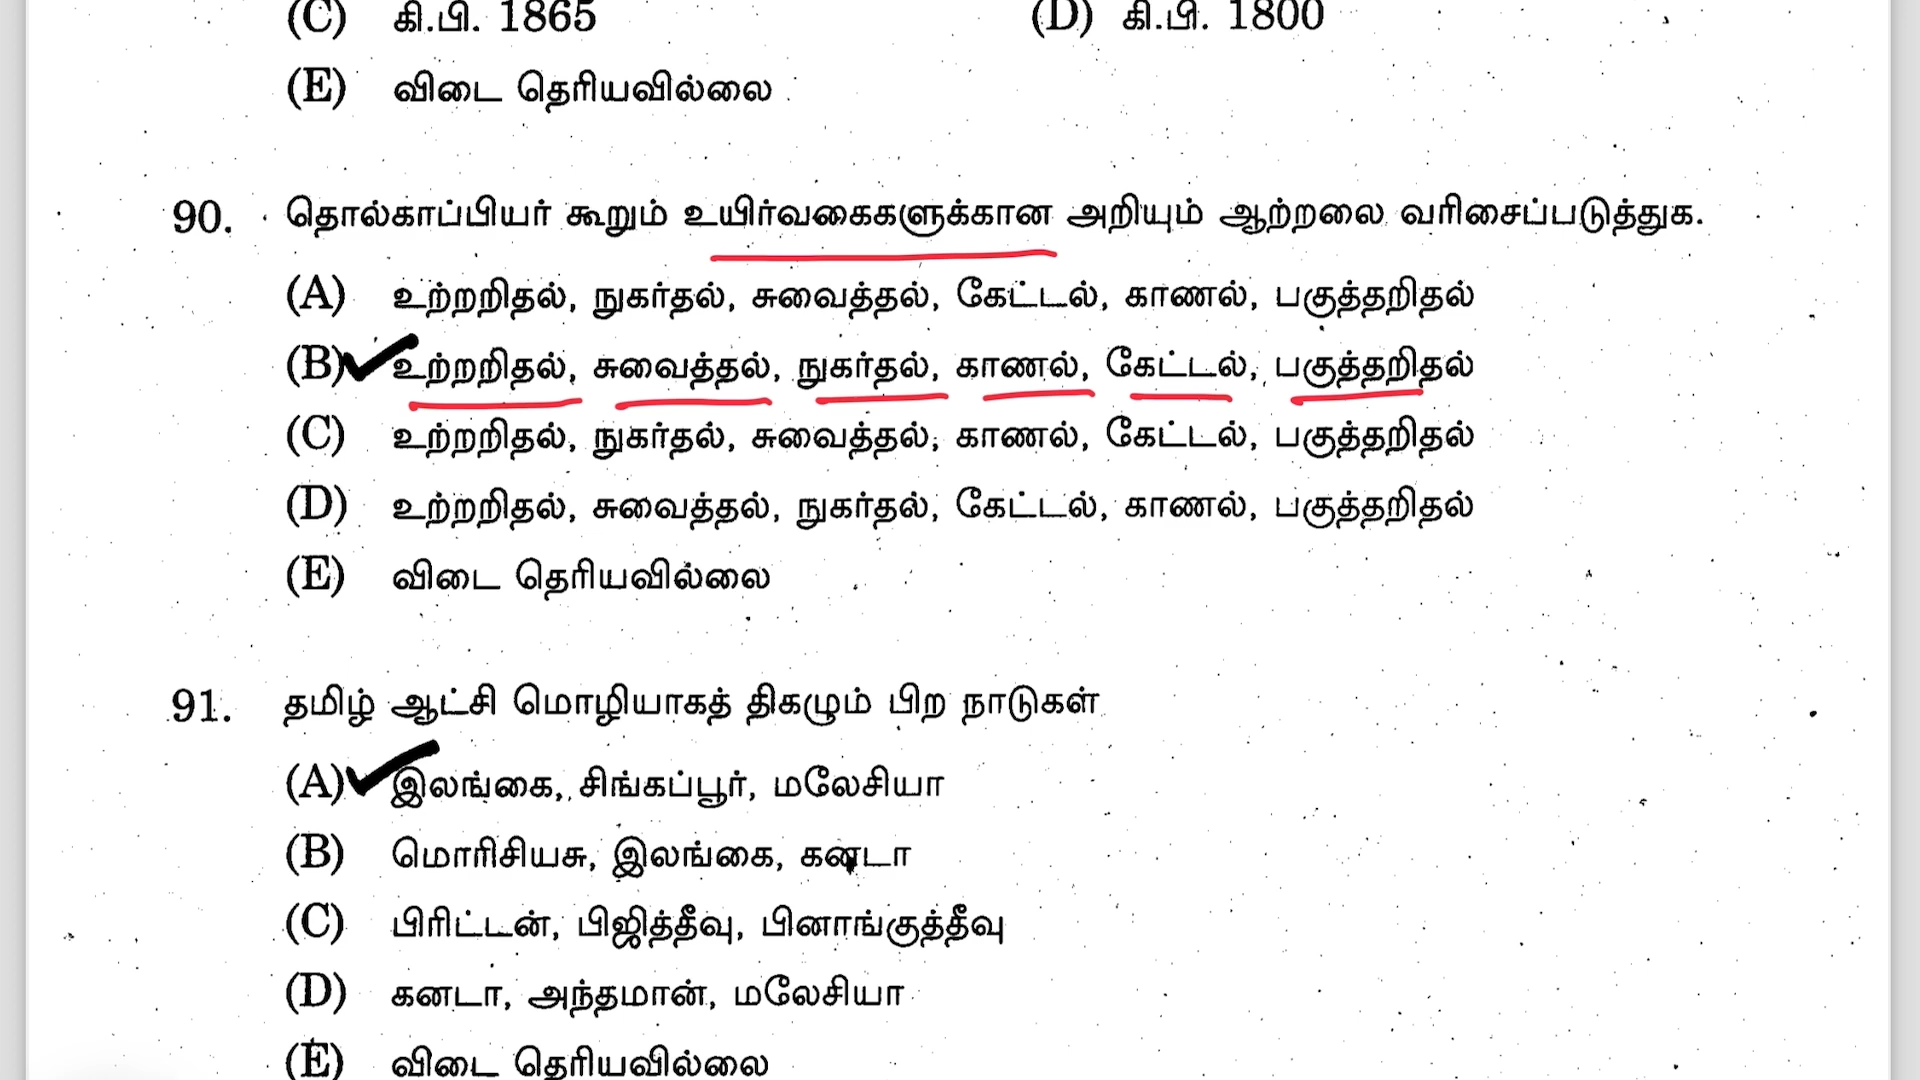 (C) கி.பி. 1865 (D) கி.பி. 1800
(E) விடை தெரியவில்லை
90. தொல்காப்பியர் கூறும் உயிர்வகைகளுக்கான அறியும் ஆற்றலை வரிசைப்படுத்துக.
(A) உற்றறிதல், நுகர்தல், சுவைத்தல், கேட்டல், காணல், பகுத்தறிதல்
(B) உற்றறிதல், சுவைத்தல், நுகர்தல், காணல், கேட்டல், பகுத்தறிதல்
(C) உற்றறிதல், நுகர்தல், சுவைத்தல், காணல், கேட்டல், பகுத்தறிதல்
(D) உற்றறிதல், சுவைத்தல், நுகர்தல், கேட்டல், காணல், பகுத்தறிதல்
(E) விடை தெரியவில்லை
91. தமிழ் ஆட்சி மொழியாகத் திகழும் பிற நாடுகள்
(A) இலங்கை, சிங்கப்பூர், மலேசியா
(B) மொரிசியசு, இலங்கை, கனடா
(C) பிரிட்டன், பிஜித்தீவு, பினாங்குத்தீவு
(D) கனடா, அந்தமான், மலேசியா
(E) விடை தெரியவில்லை